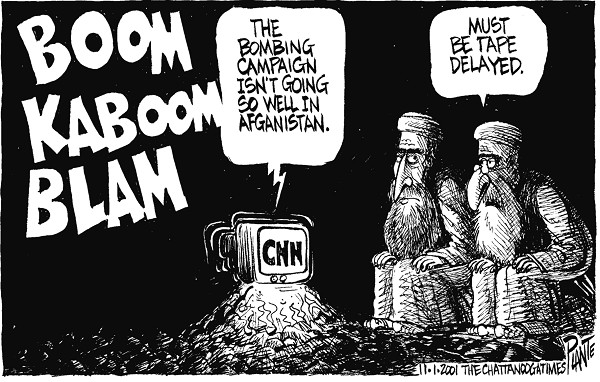 BOOM
KABOOM
BLAM
THE
BOMBING
CAMPAIGN
ISN'T GOING
SO WELL IN
AFGANISTAN.
MUST
BE TAPE
DELAYED.
CNN
11.1.2001 THE CHATTANOOGA TIMES
PLANTE